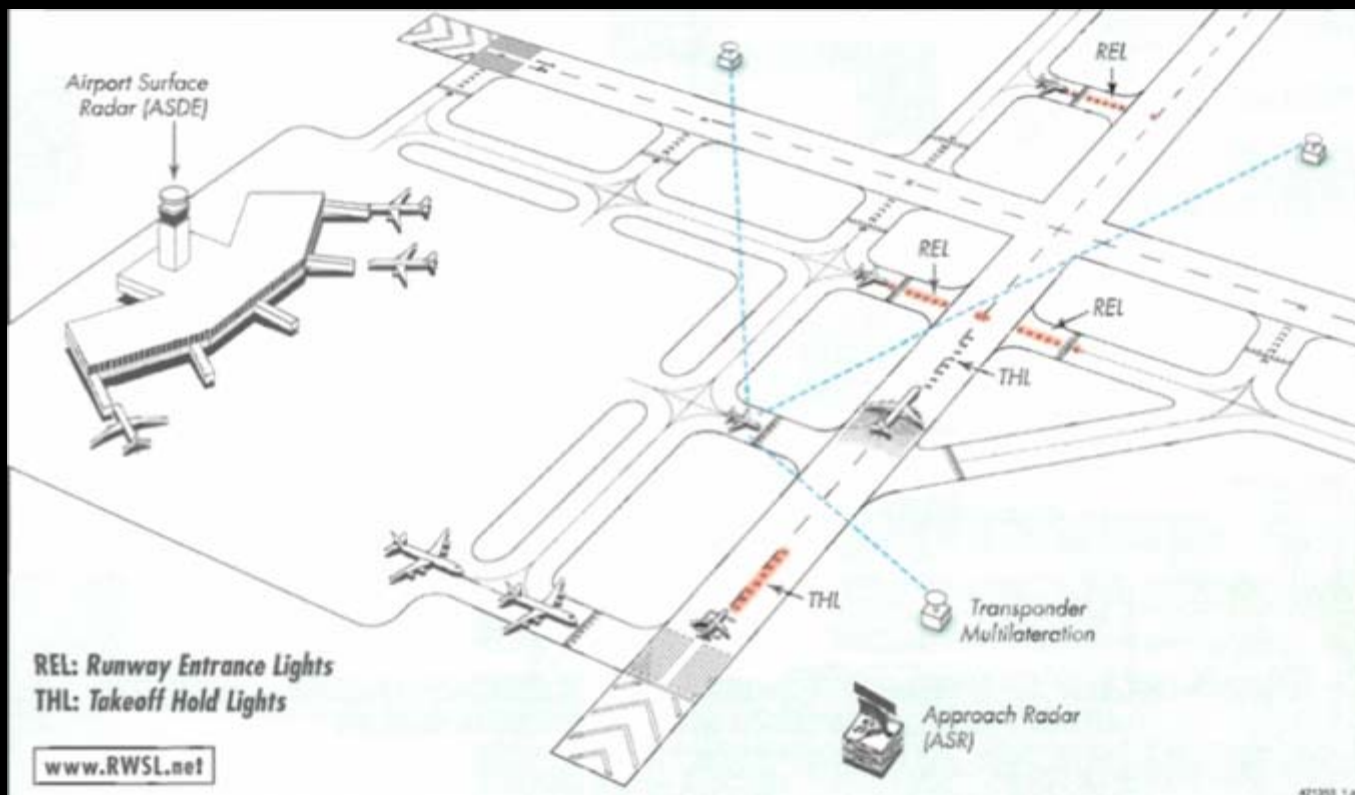 Airport Surface
Radar (ASDE)
REL
REL
REL
THL
THL
Transponder
Multilateration
Approach Radar
(ASR)
REL: Runway Entrance Lights
THL: Takeoff Hold Lights
www.RWSL.net